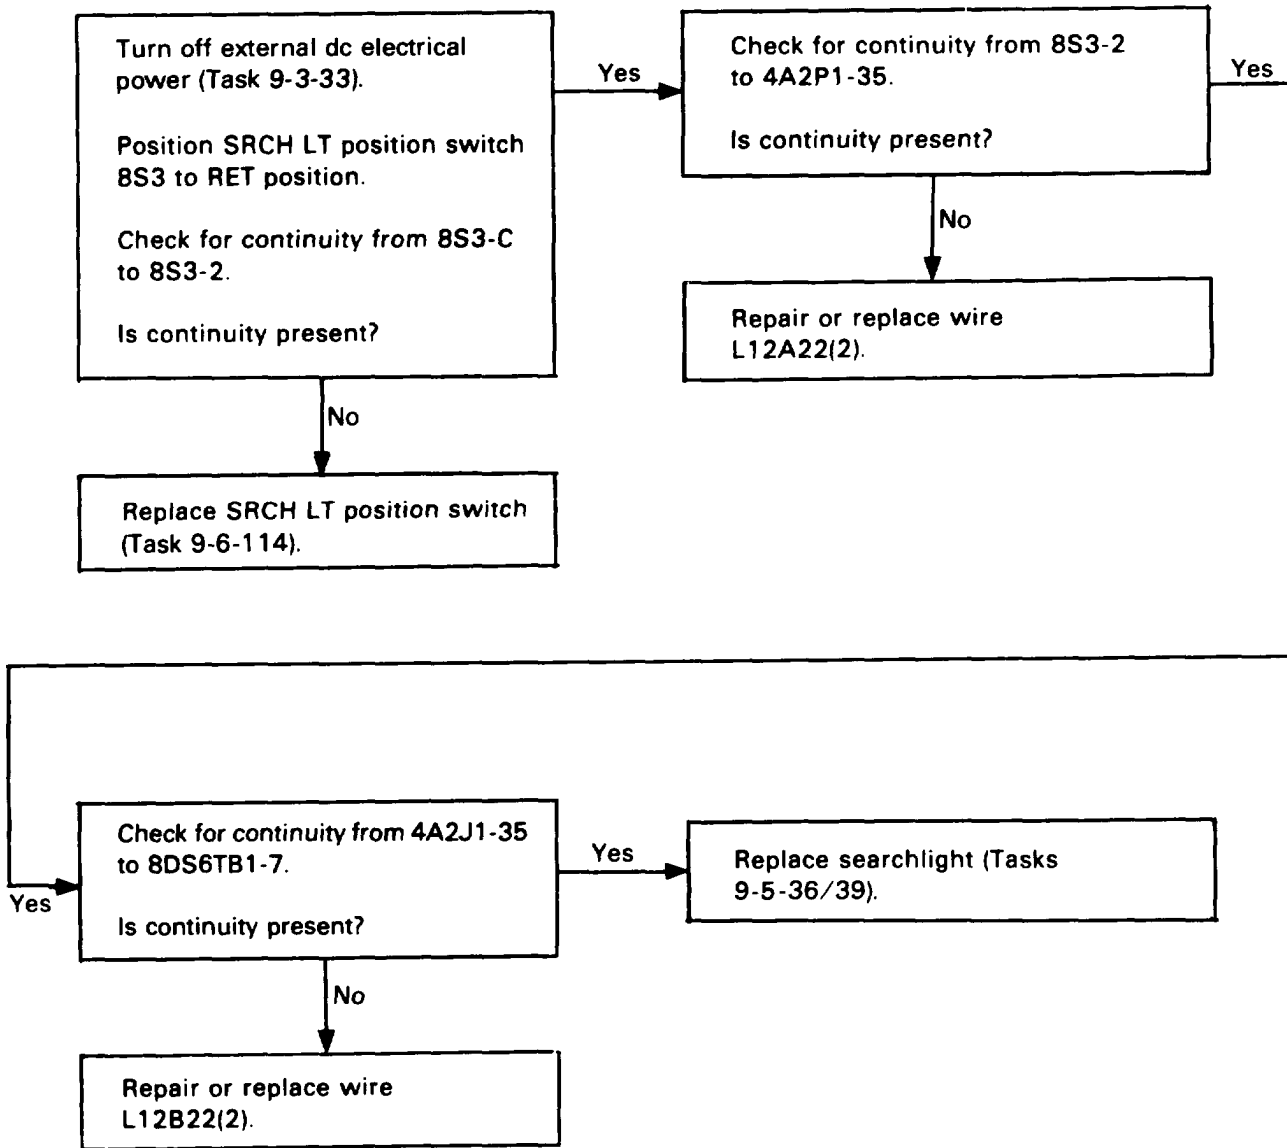 Turn off external dc electrical
power (Task 9-3-33).
Position SRCH LT position switch
8S3 to RET position.
Check for continuity from 8S3-C
to 8S3-2.
Is continuity present?
Yes
Check for continuity from 8S3-2
to 4A2P1-35.
Is continuity present?
Yes
No
Repair or replace wire
L12A22(2).
No
Replace SRCH LT position switch
(Task 9-6-114).
Yes
Check for continuity from 4A2J1-35
to 8DS6TB1-7.
Is continuity present?
Yes
Replace searchlight (Tasks
9-5-36/39).
No
Repair or replace wire
L12B22(2).